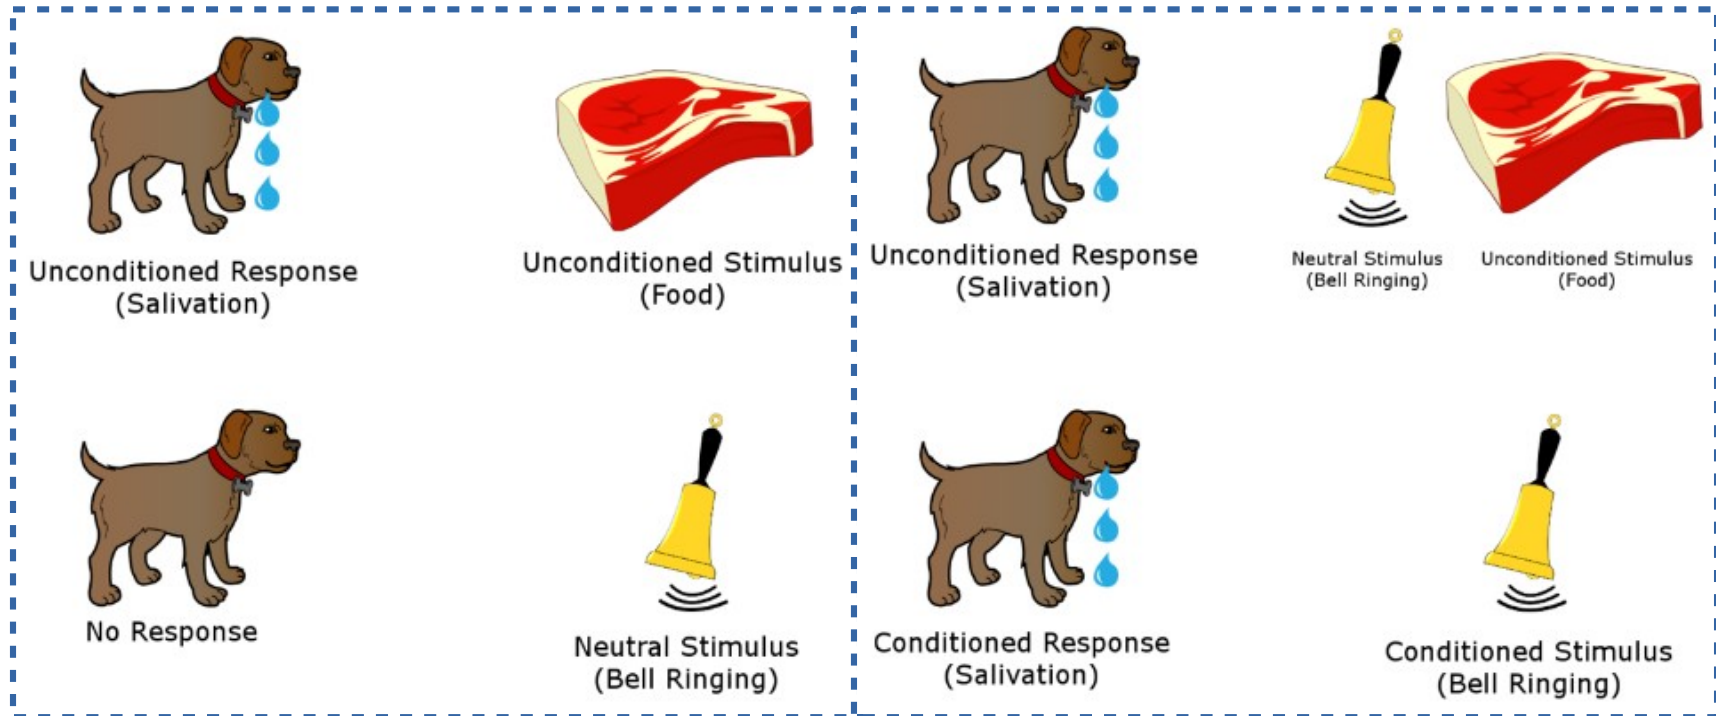 Unconditioned Response
(Salivation)
Unconditioned Stimulus
(Food)
Unconditioned Response
(Salivation)
Neutral Stimulus
(Bell Ringing)
Unconditioned Stimulus
(Food)
No Response
Neutral Stimulus
(Bell Ringing)
Conditioned Response
(Salivation)
Conditioned Stimulus
(Bell Ringing)